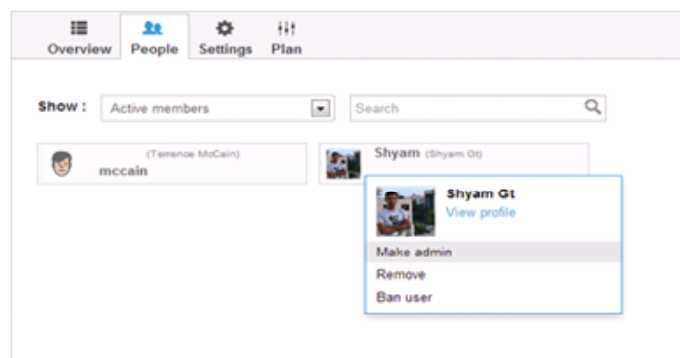 Overview People Settings Plan
Show : Active members Search
(Terrence McCain)
mccain
Shyam (Shyam Gt)
Shyam Gt
View profile
Make admin
Remove
Ban user